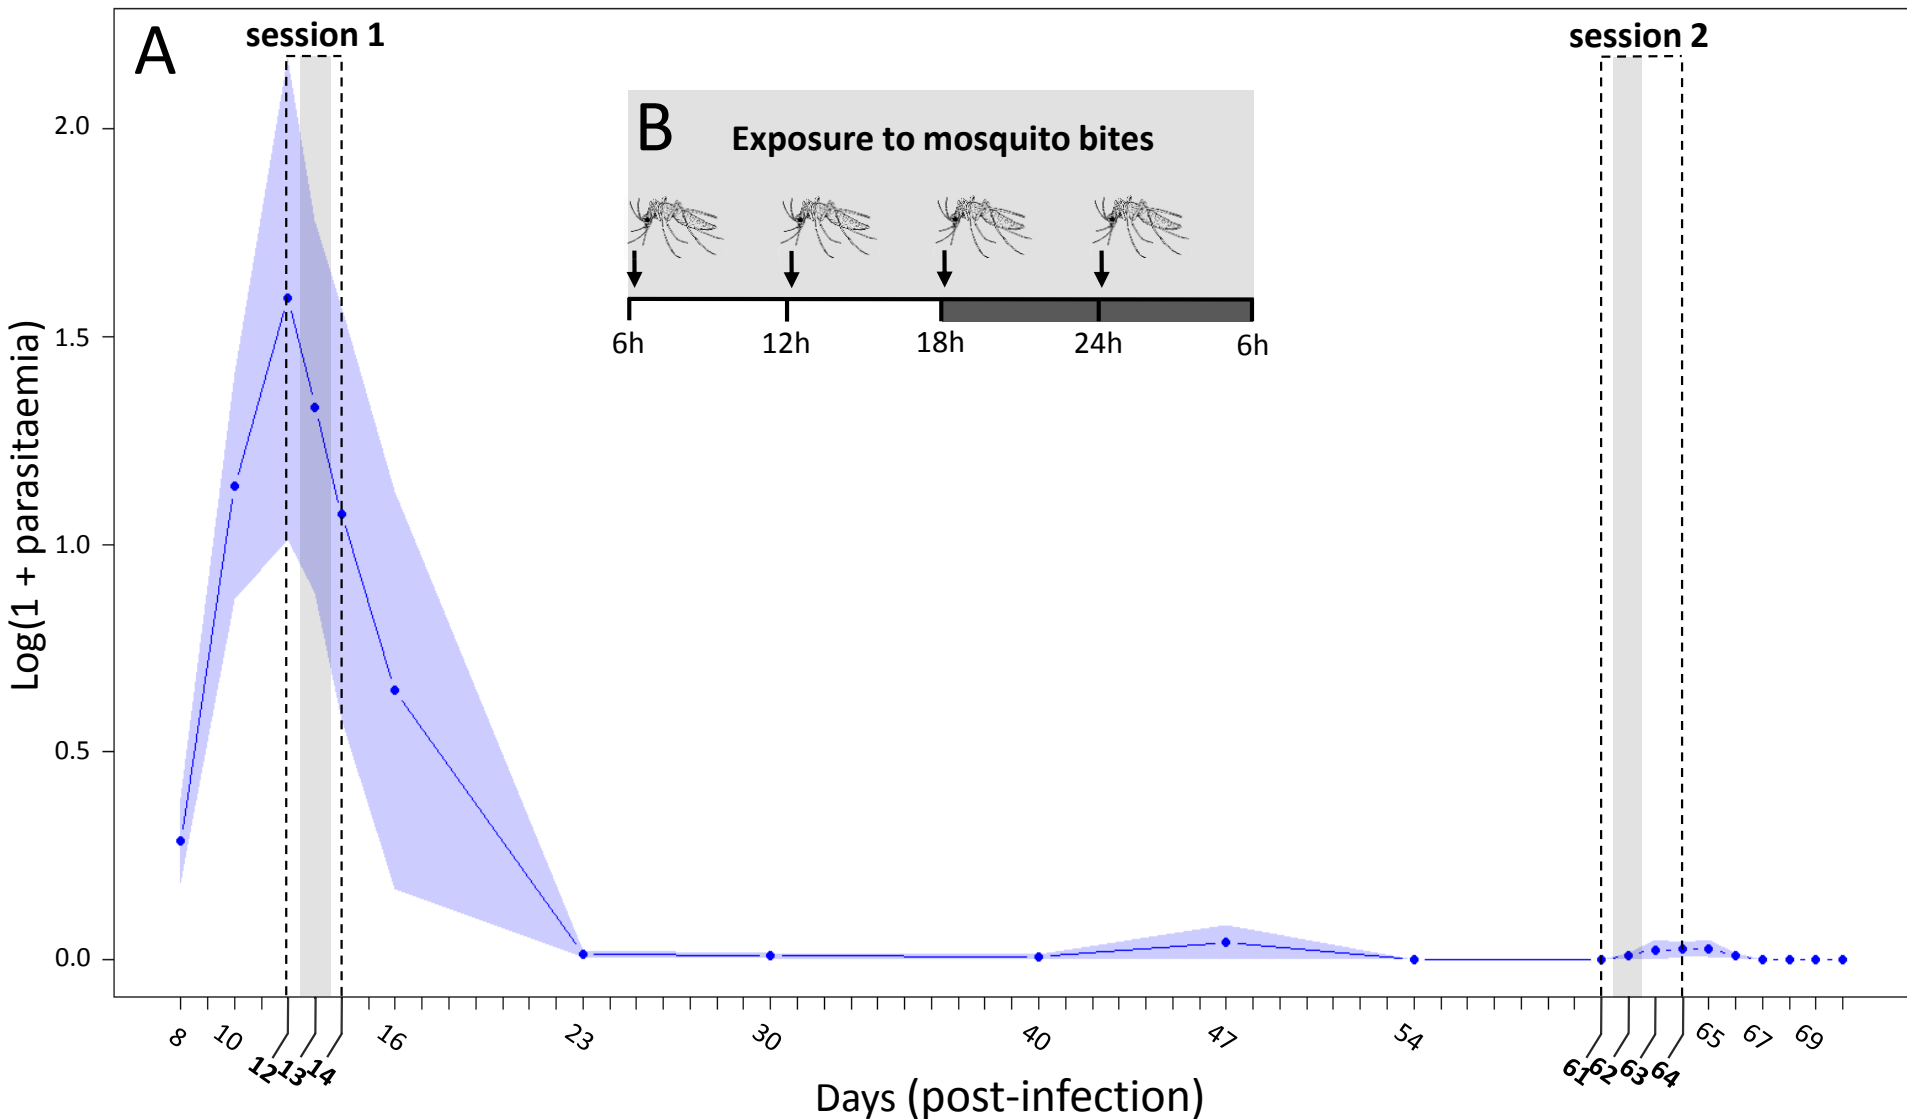 A
session 1
session 2
B
Exposure to mosquito bites
6h 12h 18h 24h 6h
Log(1 + parasitaemia)
2.0
1.5
1.0
0.5
0.0
8 10 12 13 14 16 23 30 40 47 54 61 62 63 64 65 67 69
Days (post-infection)